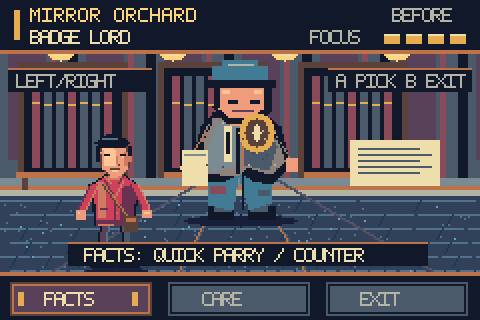 MIRROR ORCHARD
BEFORE
BADGE LORD
FOCUS
LEFT/RIGHT
A PICK B EXIT
FACTS: QUICK PARRY / COUNTER
FACTS
CARE
EXIT